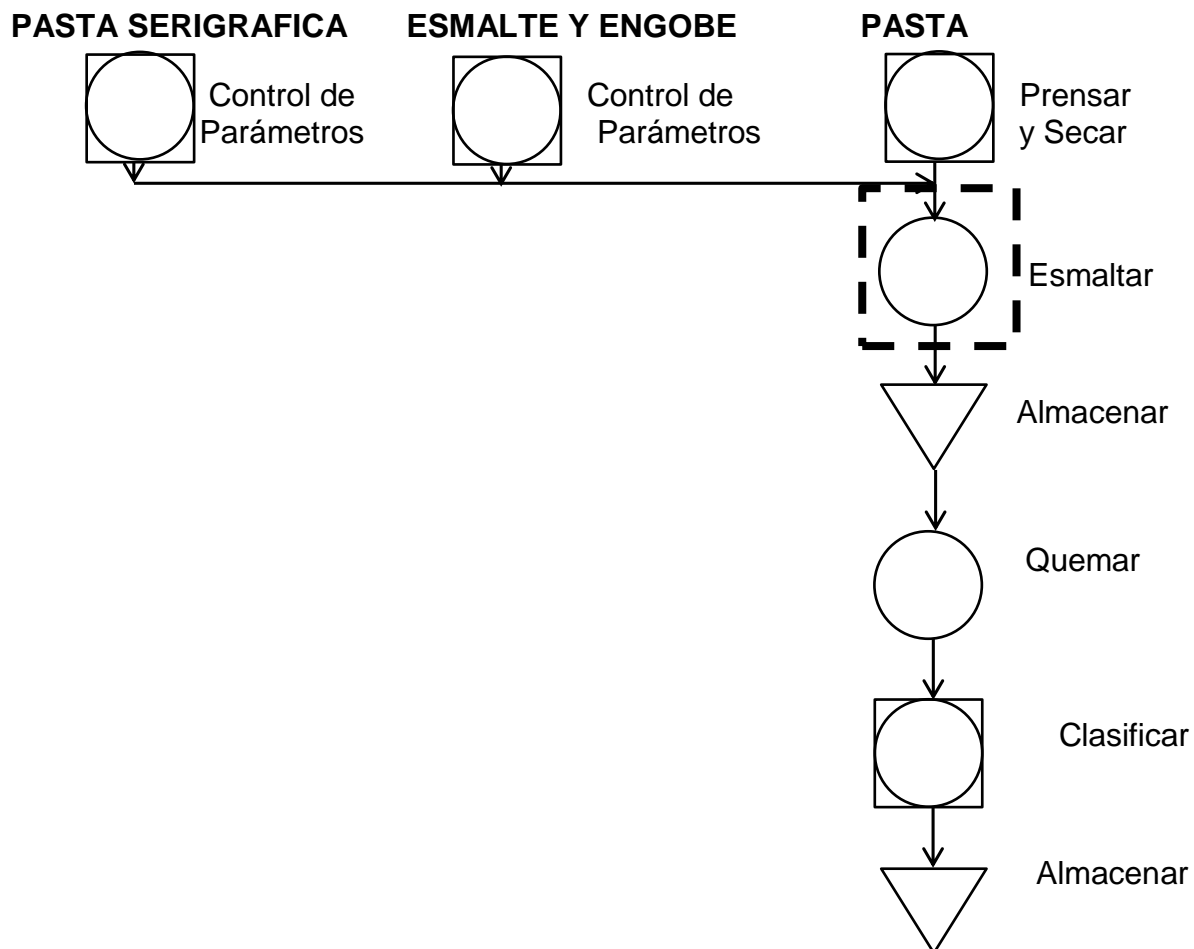 PASTA SERIGRAFICA
ESMALTE Y ENGOBE
PASTA
Control de
Parámetros
Control de
Parámetros
Prensar
y Secar
Esmaltar
Almacenar
Quemar
Clasificar
Almacenar